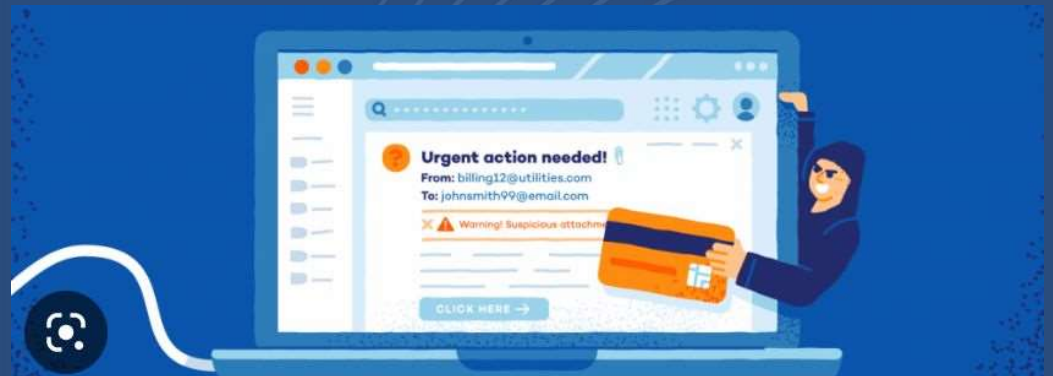 Urgent action needed!
From: billing12@utilities.com
To: johnsmith99@email.com
Warning! Suspicious
CLICK HERE →